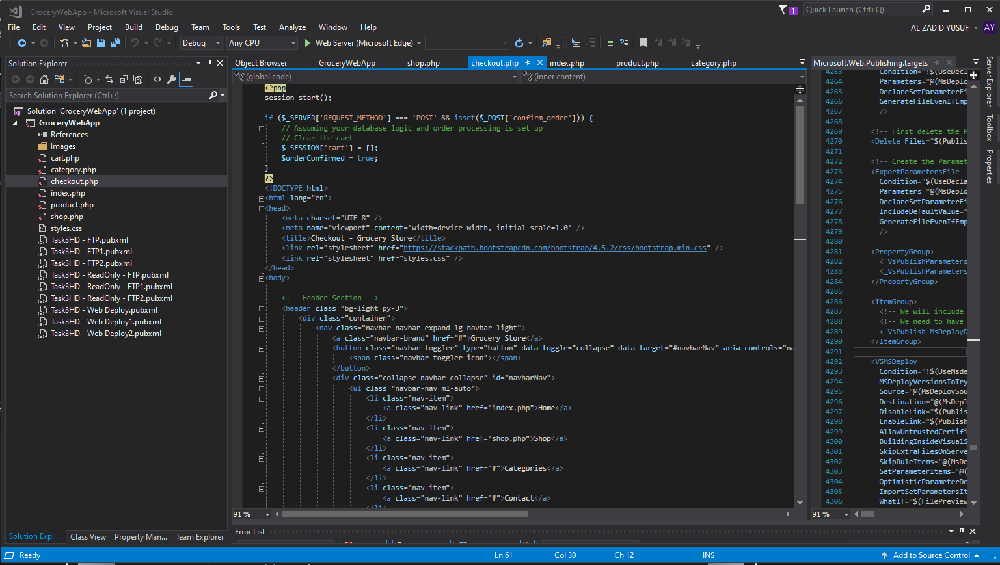 GroceryWebApp - Microsoft Visual Studio
1
Quick Launch (Ctrl+Q)
File Edit View Project Build Debug Team Tools Test Analyze Window Help
AL ZADID YUSUF AY
Debug Any CPU Web Server (Microsoft Edge)
Solution Explorer
Search Solution Explorer (Ctrl+;)
Solution 'GroceryWebApp' (1 project)
GroceryWebApp
References
Images
cart.php
category.php
checkout.php
index.php
product.php
shop.php
styles.css
Task3HD - FTP.pubxml
Task3HD - FTP1.pubxml
Task3HD - FTP2.pubxml
Task3HD - ReadOnly - FTP.pubxml
Task3HD - ReadOnly - FTP1.pubxml
Task3HD - ReadOnly - FTP2.pubxml
Task3HD - Web Deploy.pubxml
Task3HD - Web Deploy1.pubxml
Task3HD - Web Deploy2.pubxml
Solution Expl... Class View Property Man... Team Explorer
Object Browser GroceryWebApp shop.php checkout.php index.php product.php category.php
(global code) (inner content)
<?php
session_start();
if ($_SERVER['REQUEST_METHOD'] === 'POST' && isset($_POST['confirm_order'])) {
// Assuming your database logic and order processing is set up
// Clear the cart
$_SESSION['cart'] = [];
$orderConfirmed = true;
}
?>
<!DOCTYPE html>
<html lang="en">
<head>
<meta charset="UTF-8" />
<meta name="viewport" content="width=device-width, initial-scale=1.0" />
<title>Checkout - Grocery Store</title>
<link rel="stylesheet" href="https://stackpath.bootstrapcdn.com/bootstrap/4.5.2/css/bootstrap.min.css" />
<link rel="stylesheet" href="styles.css" />
</head>
<body>
<!-- Header Section -->
<header class="bg-light py-3">
<div class="container">
<nav class="navbar navbar-expand-lg navbar-light">
<a class="navbar-brand" href="#">Grocery Store</a>
<button class="navbar-toggler" type="button" data-toggle="collapse" data-target="#navbarNav" aria-controls="na
<span class="navbar-toggler-icon"></span>
</button>
<div class="collapse navbar-collapse" id="navbarNav">
<ul class="navbar-nav ml-auto">
<li class="nav-item">
<a class="nav-link" href="index.php">Home</a>
</li>
<li class="nav-item">
<a class="nav-link" href="shop.php">Shop</a>
</li>
<li class="nav-item">
<a class="nav-link" href="#">Categories</a>
</li>
<li class="nav-item">
<a class="nav-link" href="#">Contact</a>
</li>
91 %
Microsoft.Web.Publishing.targets
4263 Condition="!$(UseDecl
4264 Parameters="@(MsDeplo
4265 DeclareSetParameterFi
4266 GenerateFileEvenIfEmp
4267 />
4268
4269 <!-- First delete the P
4270 <Delete Files="$(Publis
4271
4272 <!-- Create the Paramet
4273 <ExportParametersFile
4274 Condition="$(UseDecla
4275 Parameters="@(MsDeplo
4276 DeclareSetParameterFi
4277 IncludeDefaultValue="
4278 GenerateFileEvenIfEmp
4279 />
4280
4281 <PropertyGroup>
4282 <_VsPublishParameters
4283 <_VsPublishParameters
4284 </PropertyGroup>
4285
4286 <ItemGroup>
4287 <!-- We will include
4288 <!-- We need to have
4289 <_VsPublish_MsDeployD
4290 </ItemGroup>
4291
4292 <VSMSDeploy
4293 Condition="!$(UseMsde
4294 MSDeployVersionsToTry
4295 Source="@(MsDeploySou
4296 Destination="@(MsDepl
4297 DisableLink="$(Publis
4298 EnableLink="$(Publish
4299 AllowUntrustedCertifi
4300 BuildingInsideVisualS
4301 SkipExtraFilesOnServe
4302 SkipRuleItems="@(MsDe
4303 SetParameterItems="@(
4304 OptimisticParameterDe
4305 ImportSetParametersIt
4306 WhatIf="$(FilePreview
91 %
Server Explorer
Toolbox
Properties
Error List
Ready Ln 61 Col 30 Ch 12 INS Add to Source Control